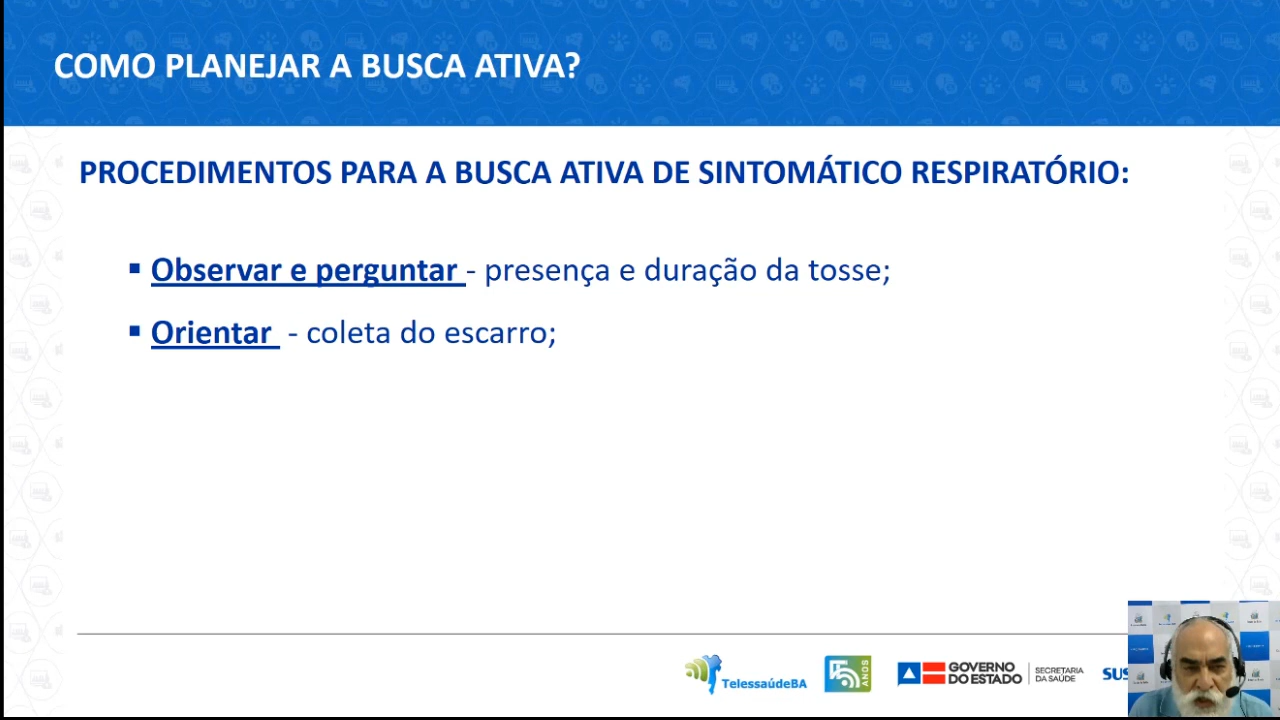 COMO PLANEJAR A BUSCA ATIVA?
PROCEDIMENTOS PARA A BUSCA ATIVA DE SINTOMÁTICO RESPIRATÓRIO:
▪ Observar e perguntar - presença e duração da tosse;
▪ Orientar - coleta do escarro;
TelessaúdeBA
ANOS
GOVERNO
DO ESTADO
SECRETARIA
DA SAÚDE
SUS